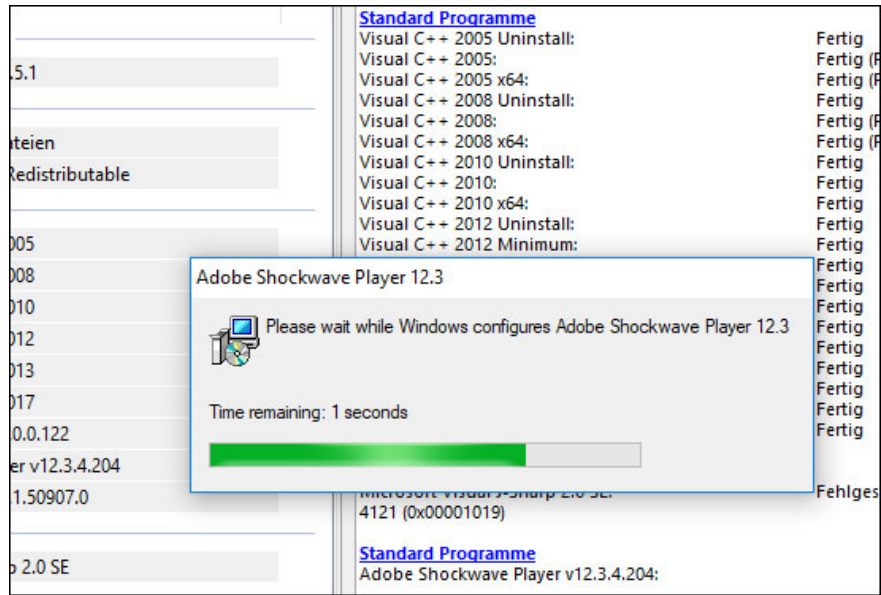 .5.1
ateien
Redistributable
005
008
010
012
013
017
0.0.122
er v12.3.4.204
.1.50907.0
2.0 SE
Standard Programme
Visual C++ 2005 Uninstall: Fertig
Visual C++ 2005: Fertig (
Visual C++ 2005 x64: Fertig (
Visual C++ 2008 Uninstall: Fertig
Visual C++ 2008: Fertig (
Visual C++ 2008 x64: Fertig (
Visual C++ 2010 Uninstall: Fertig
Visual C++ 2010: Fertig
Visual C++ 2010 x64: Fertig
Visual C++ 2012 Uninstall: Fertig
Visual C++ 2012 Minimum: Fertig
Fertig
Fertig
Fertig
Fertig
Fertig
Fertig
Fertig
Fertig
Fertig
Adobe Shockwave Player 12.3
Please wait while Windows configures Adobe Shockwave Player 12.3
Time remaining: 1 seconds
Microsoft Visual J-Sharp 2.0 SE: Fehlges
4121 (0x00001019)
Standard Programme
Adobe Shockwave Player v12.3.4.204: